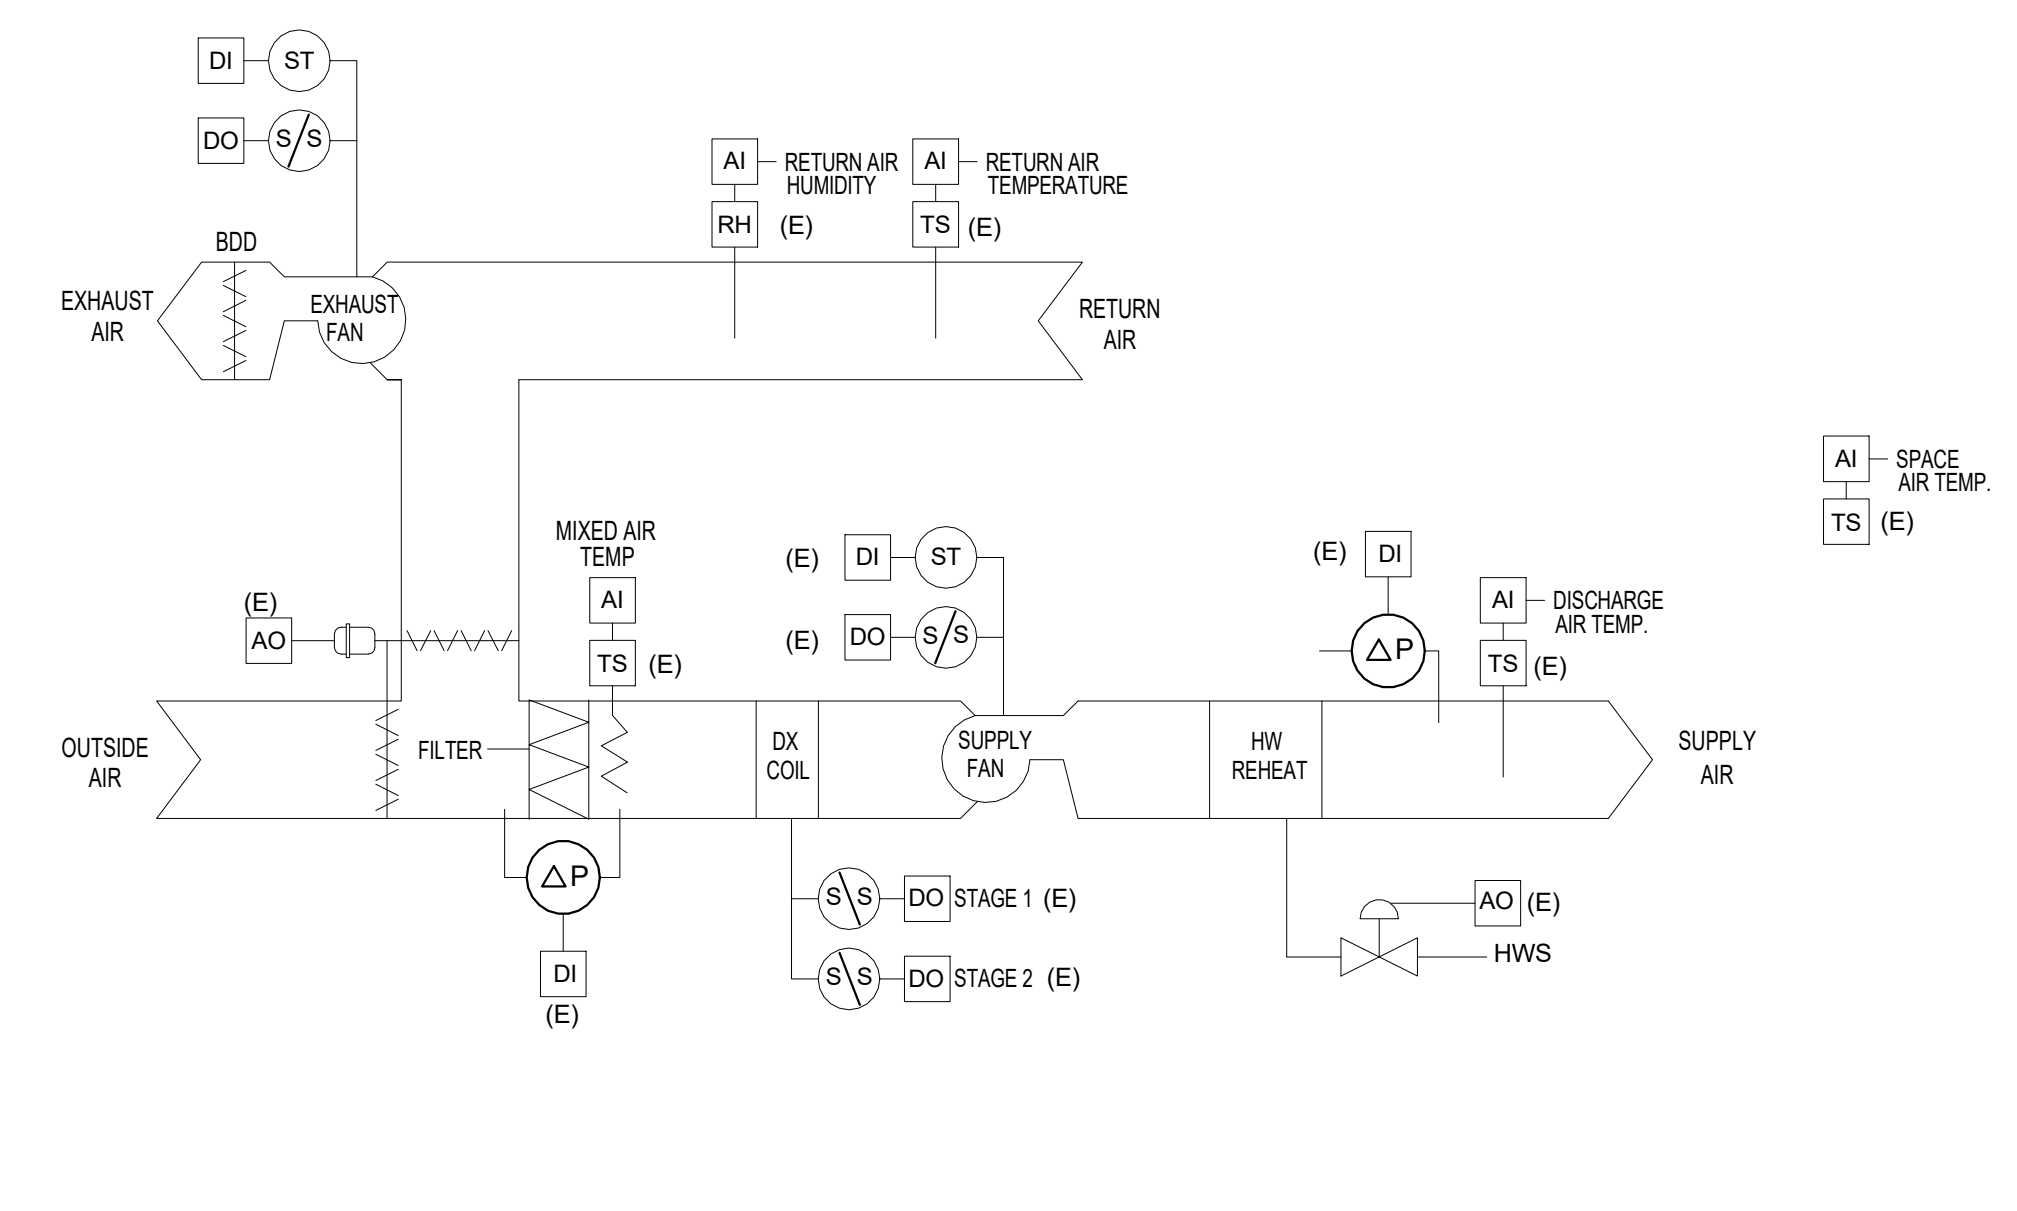 DI
ST
DO
S/S
AI
RETURN AIR
HUMIDITY
RH
(E)
AI
RETURN AIR
TEMPERATURE
TS
(E)
BDD
EXHAUST
AIR
EXHAUST
FAN
RETURN
AIR
AI
SPACE
AIR TEMP.
TS
(E)
MIXED AIR
TEMP
AI
TS
(E)
(E)
DI
ST
(E)
DO
S/S
(E)
DI
△P
AI
DISCHARGE
AIR TEMP.
TS
(E)
(E)
AO
OUTSIDE
AIR
FILTER
DX
COIL
SUPPLY
FAN
HW
REHEAT
SUPPLY
AIR
△P
DI
(E)
S\S
DO
STAGE 1
(E)
S\S
DO
STAGE 2
(E)
AO
(E)
HWS